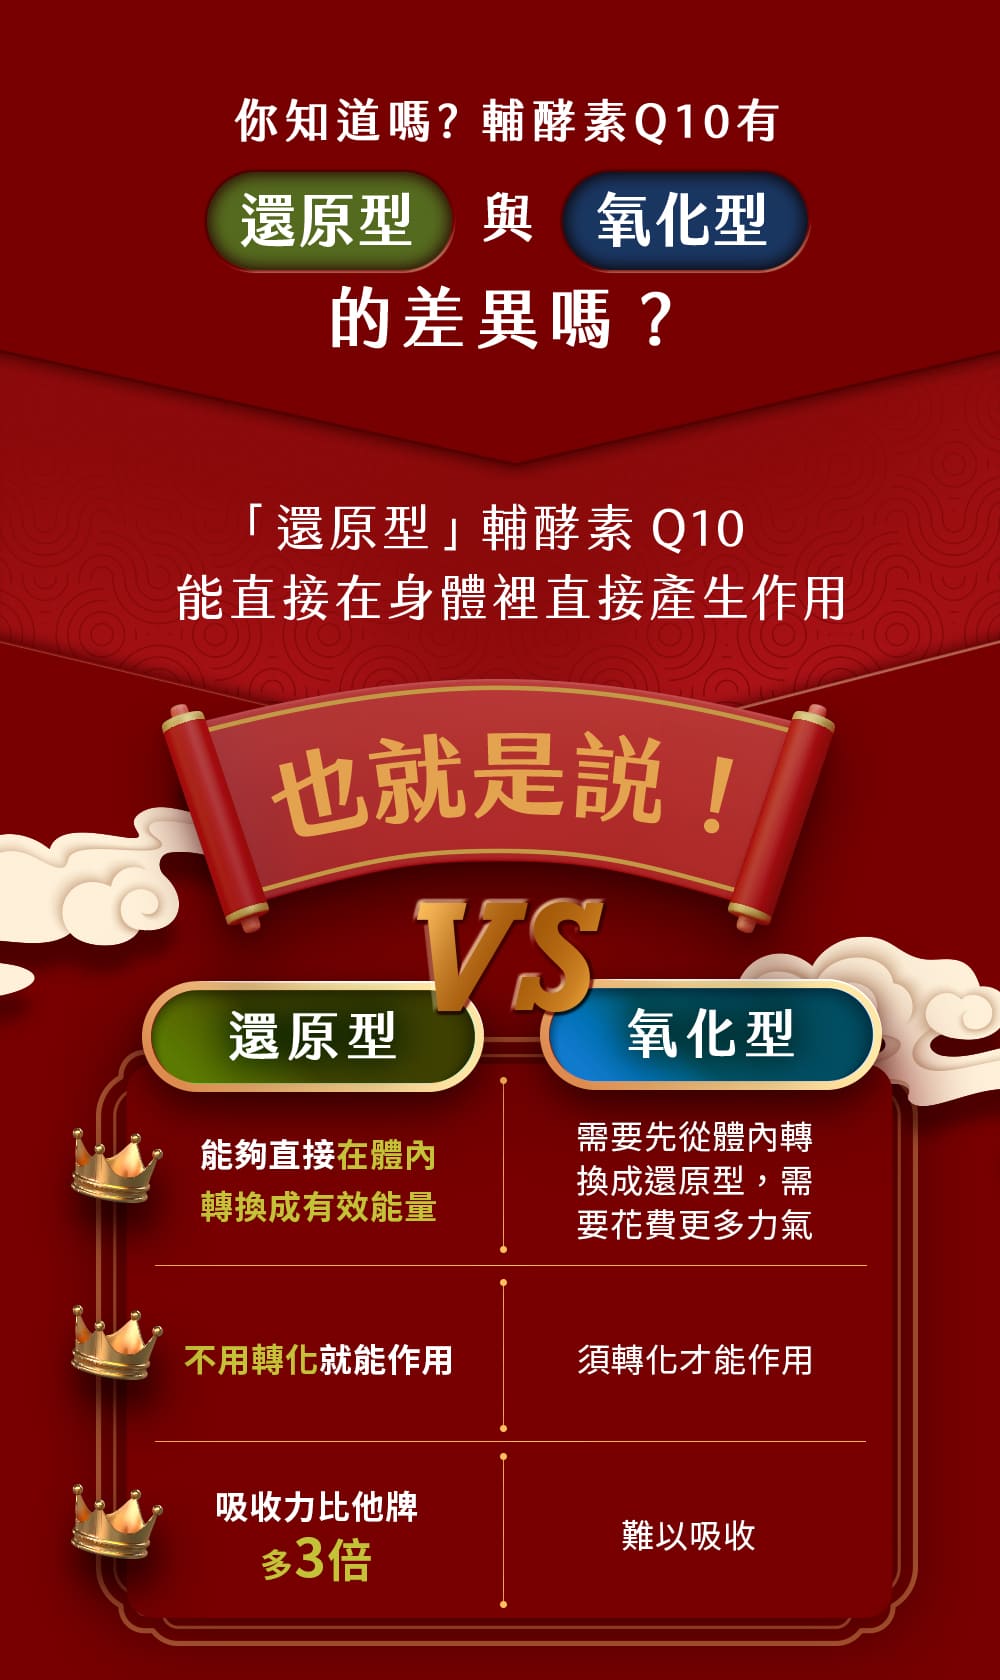 你知道嗎? 輔酵素Q10有
還原型 與 氧化型
的差異嗎？
「還原型」輔酵素 Q10
能直接在身體裡直接產生作用
也就是説！
VS
還原型
氧化型
能夠直接在體內
轉換成有效能量
需要先從體內轉
換成還原型，需
要花費更多力氣
不用轉化就能作用
須轉化才能作用
吸收力比他牌
多3倍
難以吸收